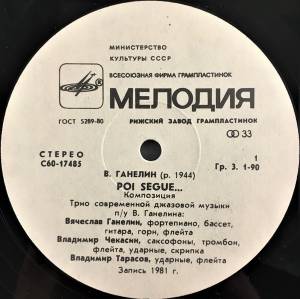 МИНИСТЕРСТВО
КУЛЬТУРЫ СССР
ВСЕСОЮЗНАЯ ФИРМА ГРАМПЛАСТИНОК
МЕЛОДИЯ
ГОСТ 5289-80
РИЖСКИЙ ЗАВОД ГРАМПЛАСТИНОК
33
СТЕРЕО
С60-17485
1
Гр. 3. 1-90
В. ГАНЕЛИН (р. 1944)
POI SEGUE...
Композиция
Трио современной джазовой музыки
п/у В. Ганелина:
Вячеслав Ганелин, фортепиано, бассет,
гитара, горн, флейта
Владимир Чекасин, саксофоны, тромбон,
флейта, ударные, скрипка
Владимир Тарасов, ударные, флейта
Запись 1981 г.